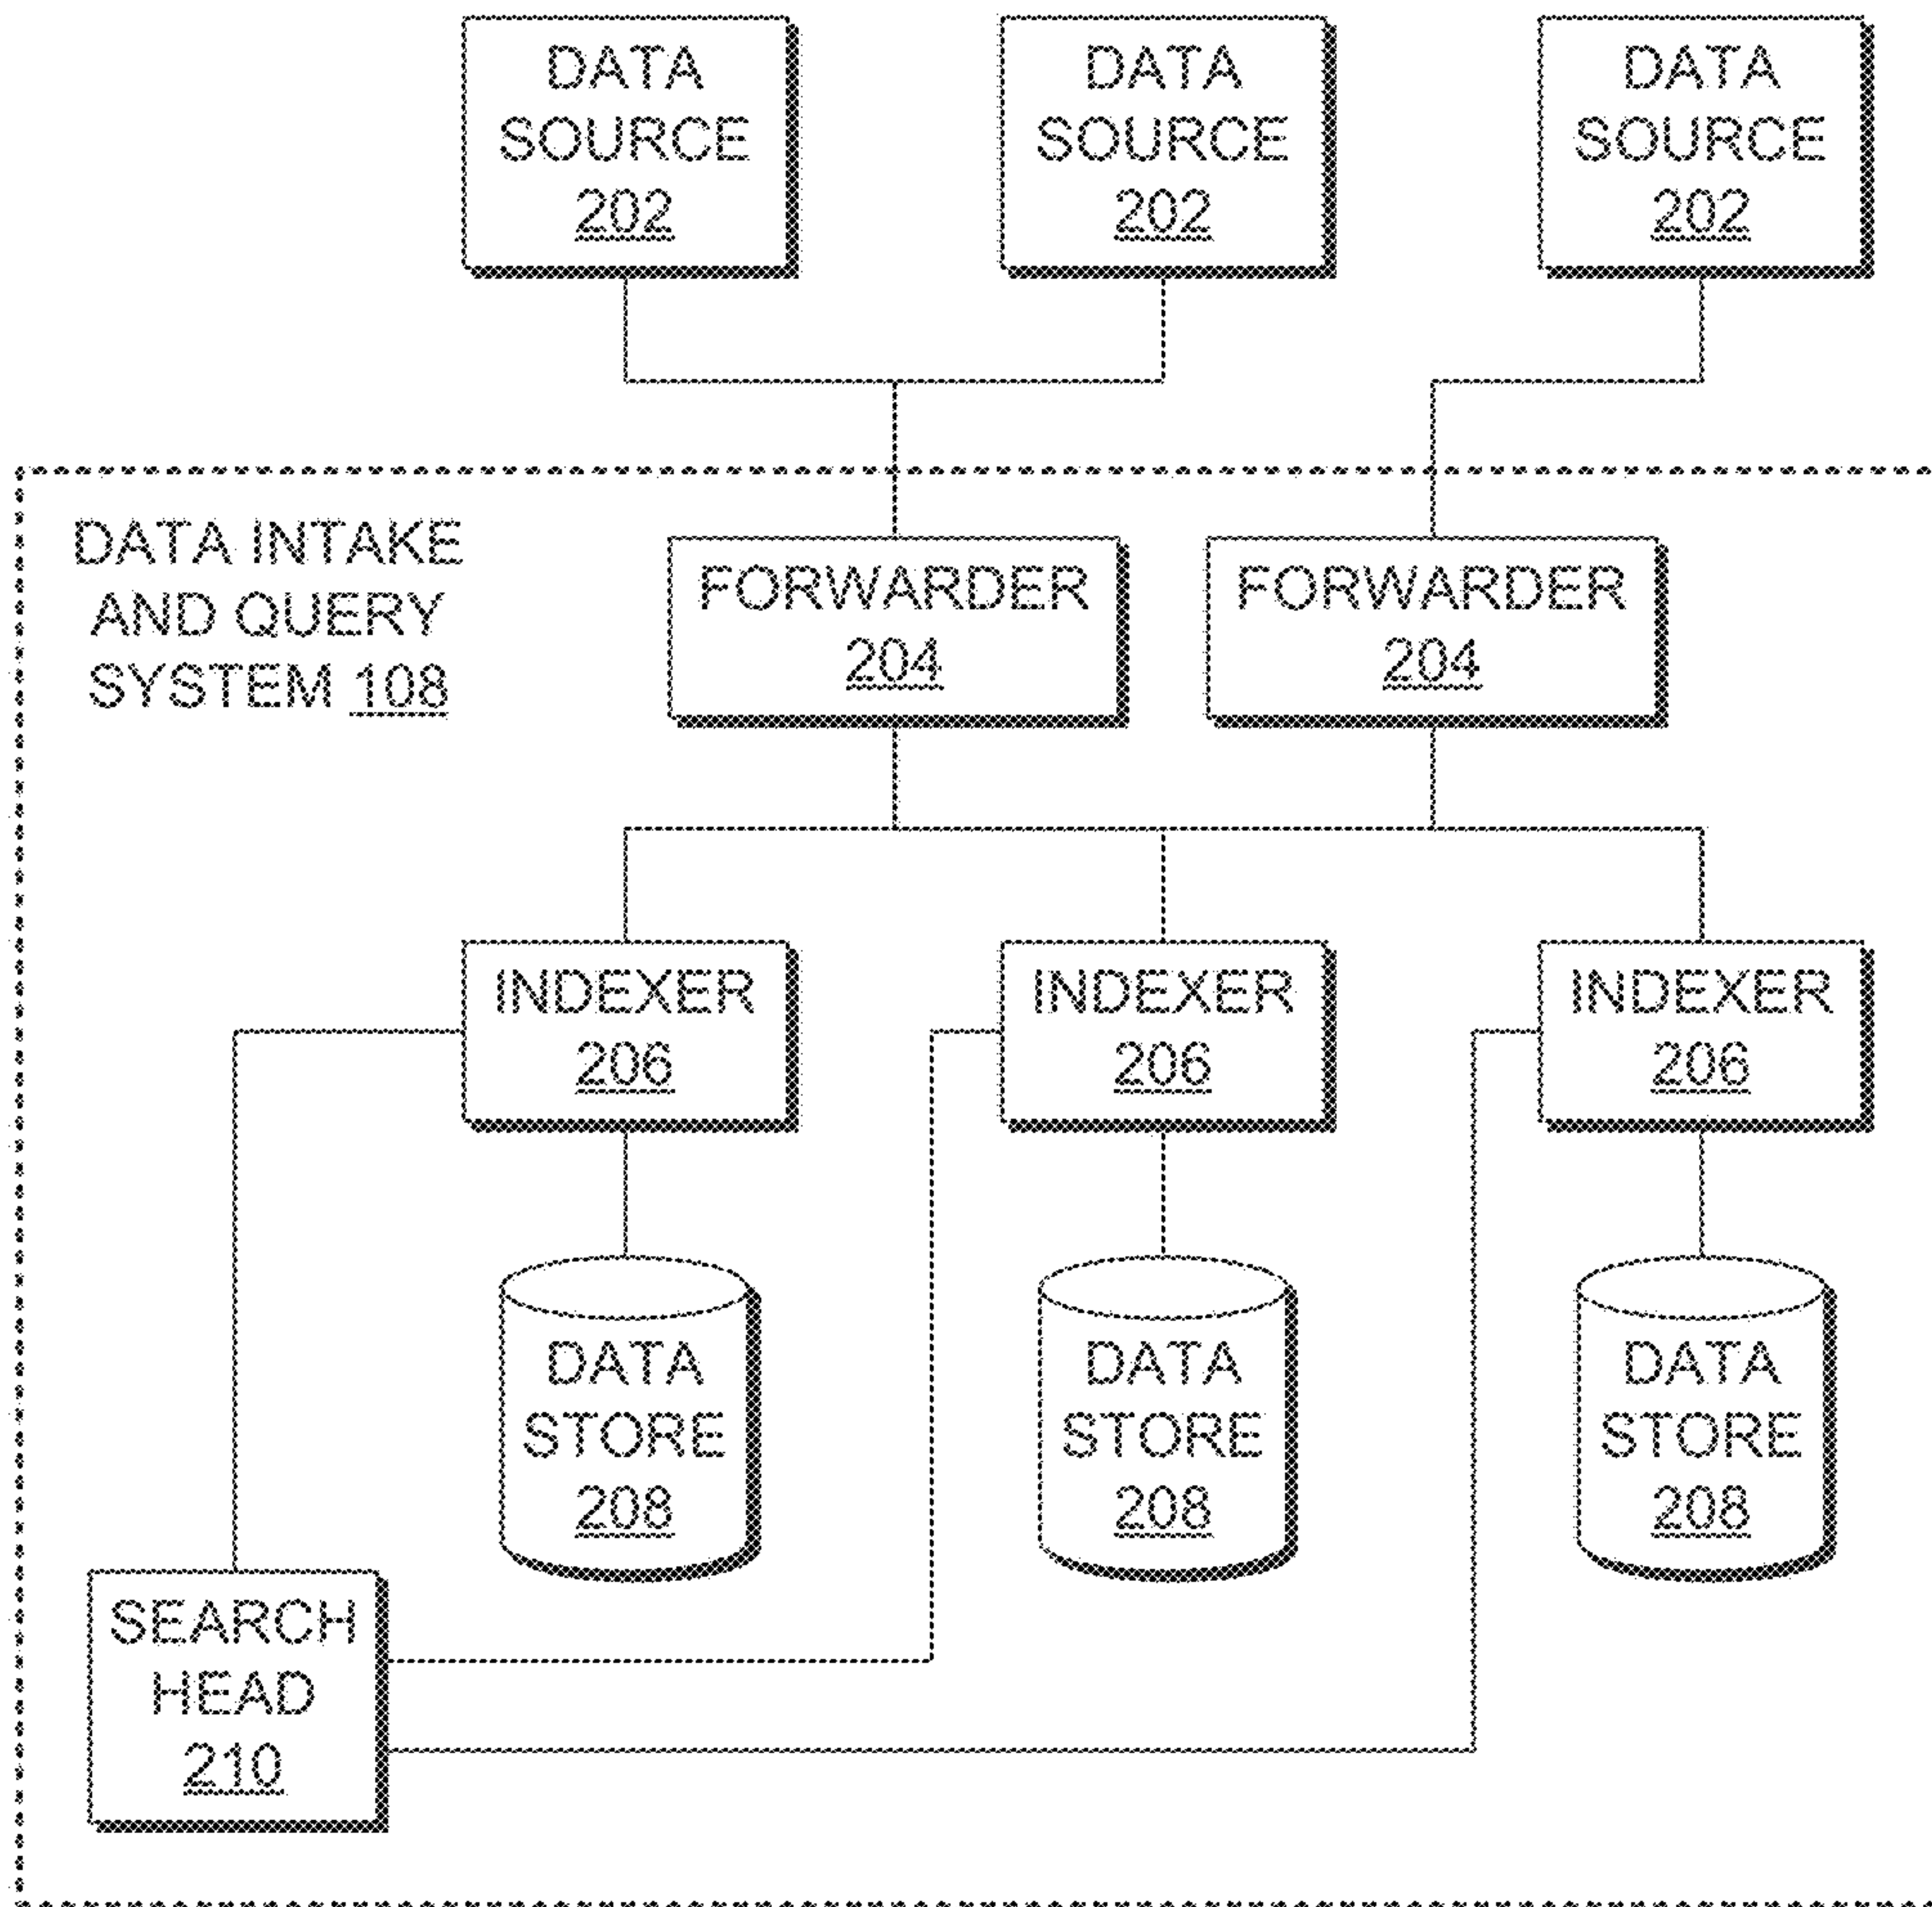 DATA
SOURCE
202
DATA
SOURCE
202
DATA
SOURCE
202
DATA INTAKE
AND QUERY
SYSTEM 108
FORWARDER
204
FORWARDER
204
INDEXER
206
INDEXER
206
INDEXER
206
DATA
STORE
208
DATA
STORE
208
DATA
STORE
208
SEARCH
HEAD
210